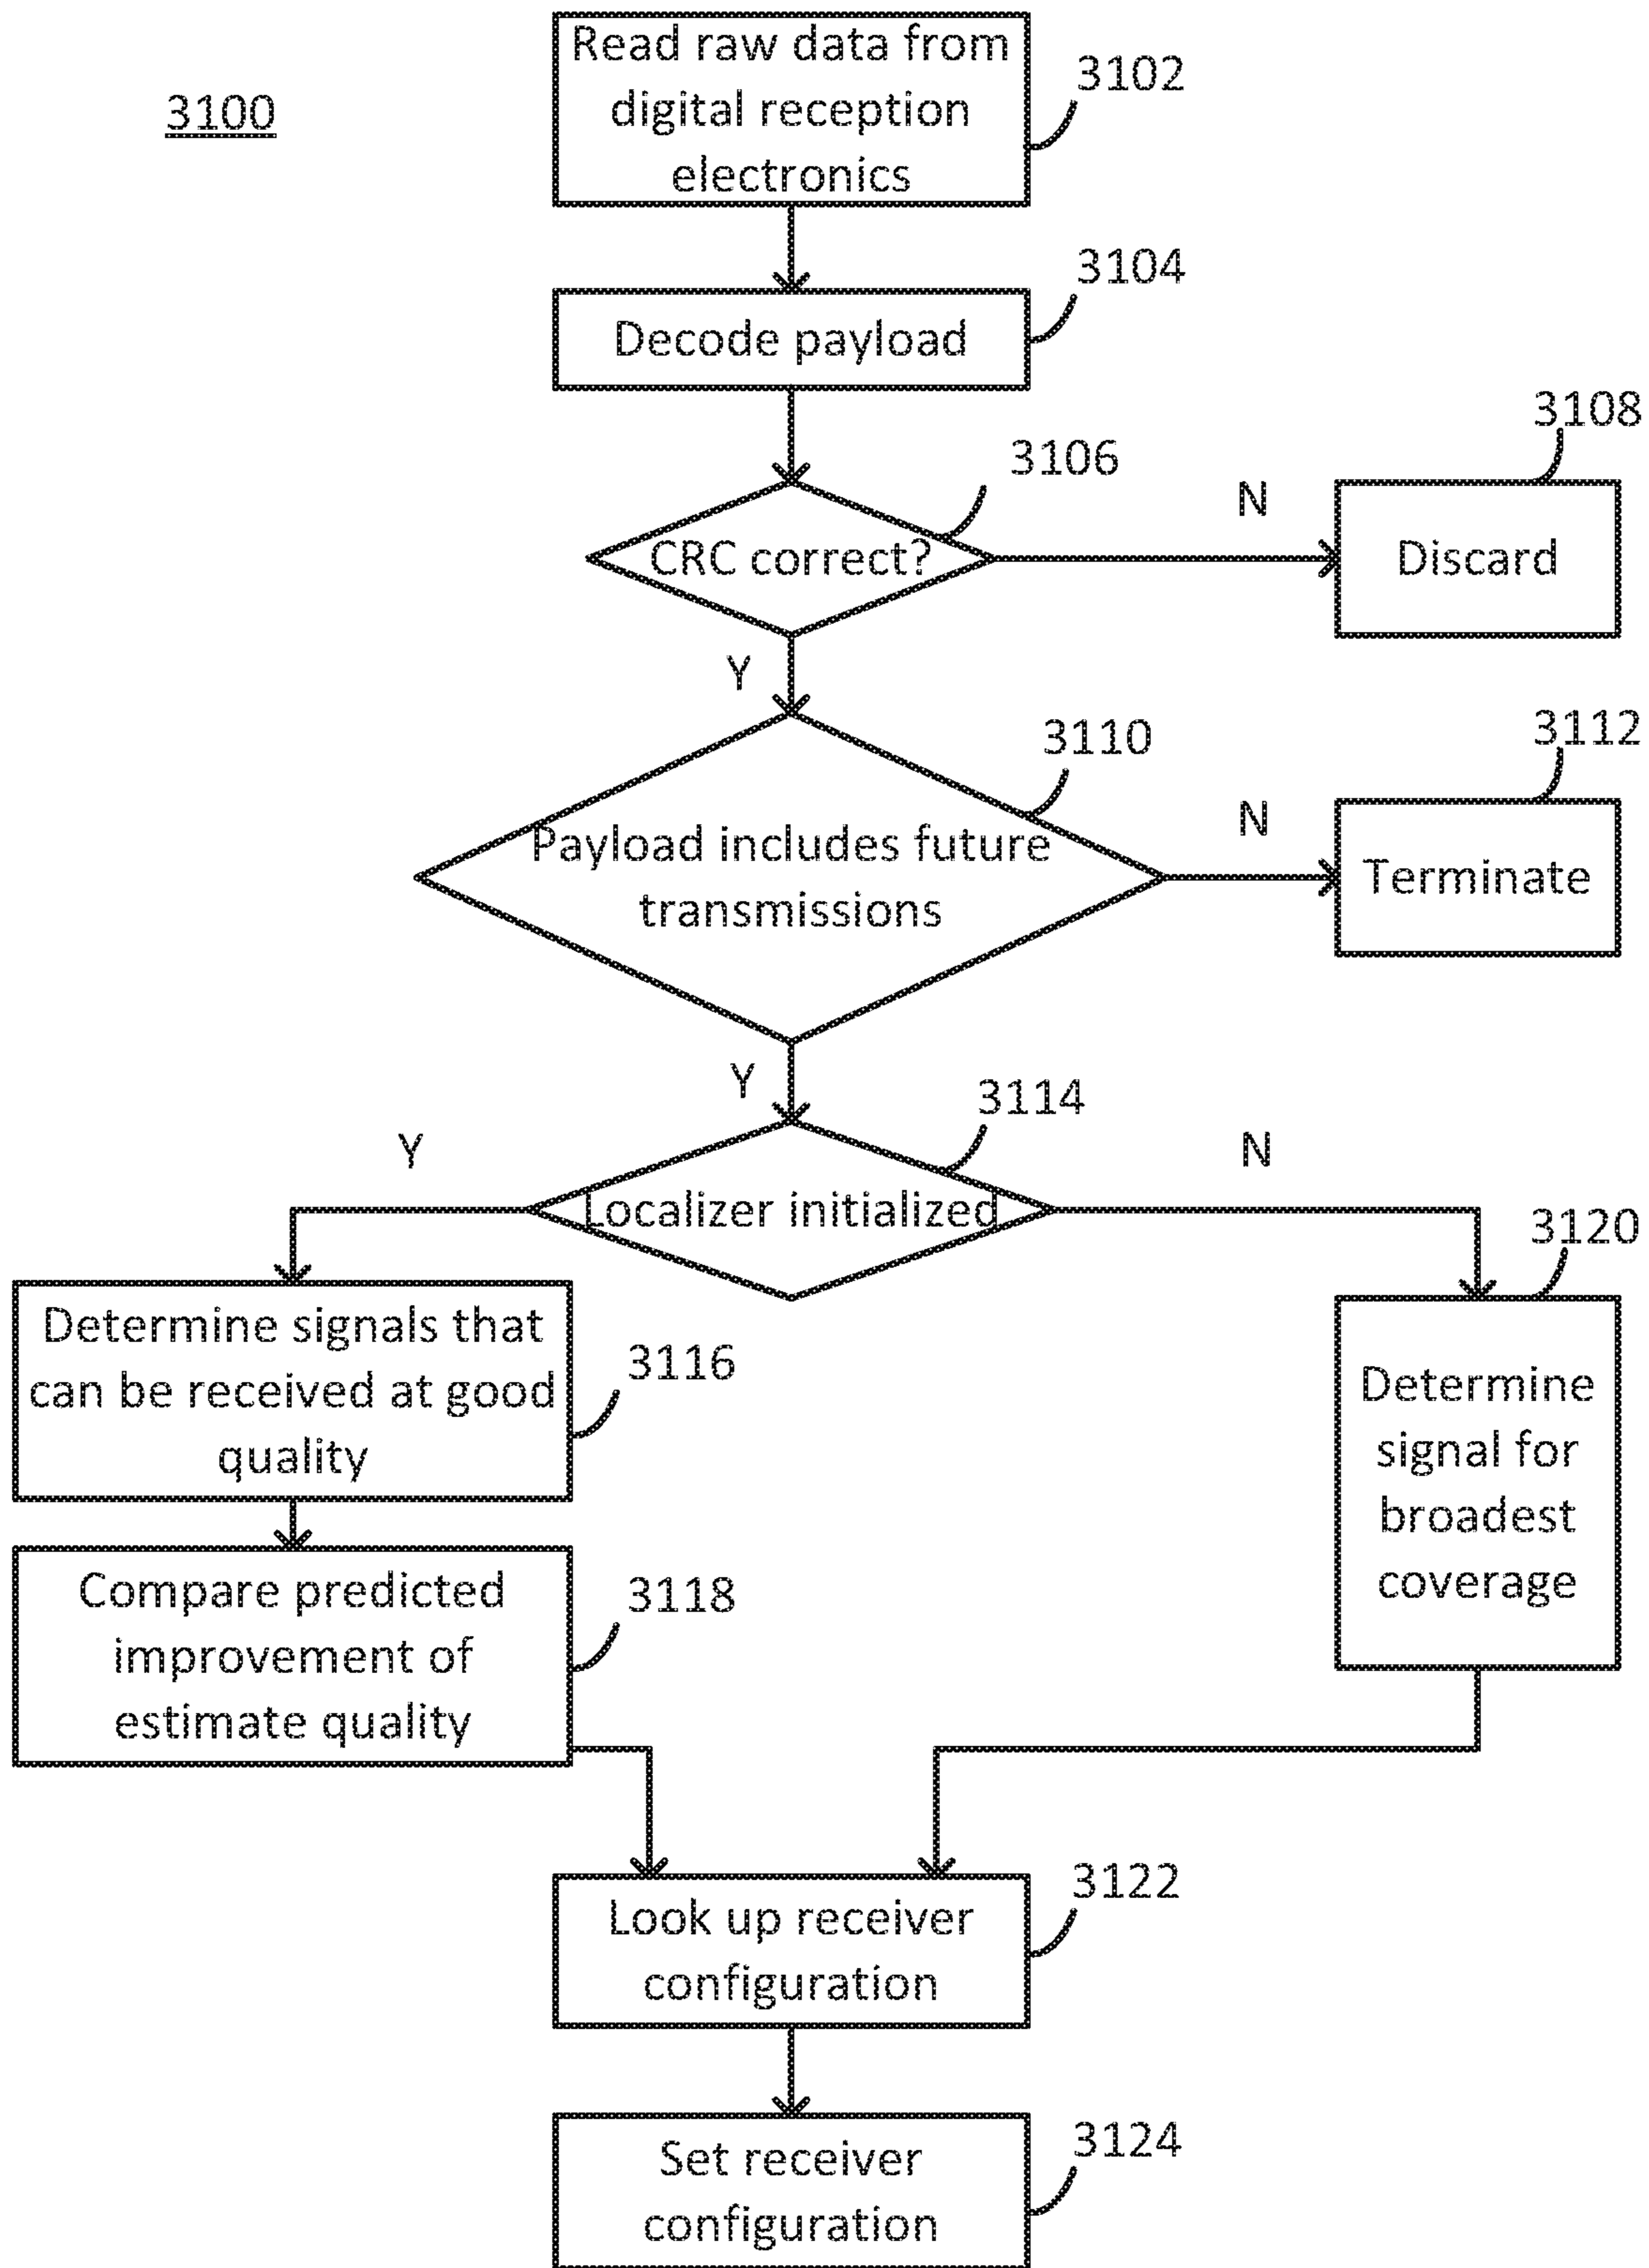 3100
Read raw data from
digital reception
electronics
3102
Decode payload
3104
CRC correct?
3106
N
Discard
3108
Y
Payload includes future
transmissions
3110
N
Terminate
3112
Y
Localizer initialized
3114
Y
N
Determine signals that
can be received at good
quality
3116
Compare predicted
improvement of
estimate quality
3118
Determine
signal for
broadest
coverage
3120
Look up receiver
configuration
3122
Set receiver
configuration
3124